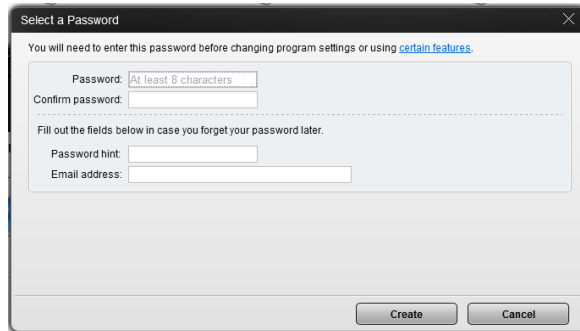 Select a Password
You will need to enter this password before changing program settings or using certain features.
Password: At least 8 characters
Confirm password:
Fill out the fields below in case you forget your password later.
Password hint:
Email address:
Create Cancel